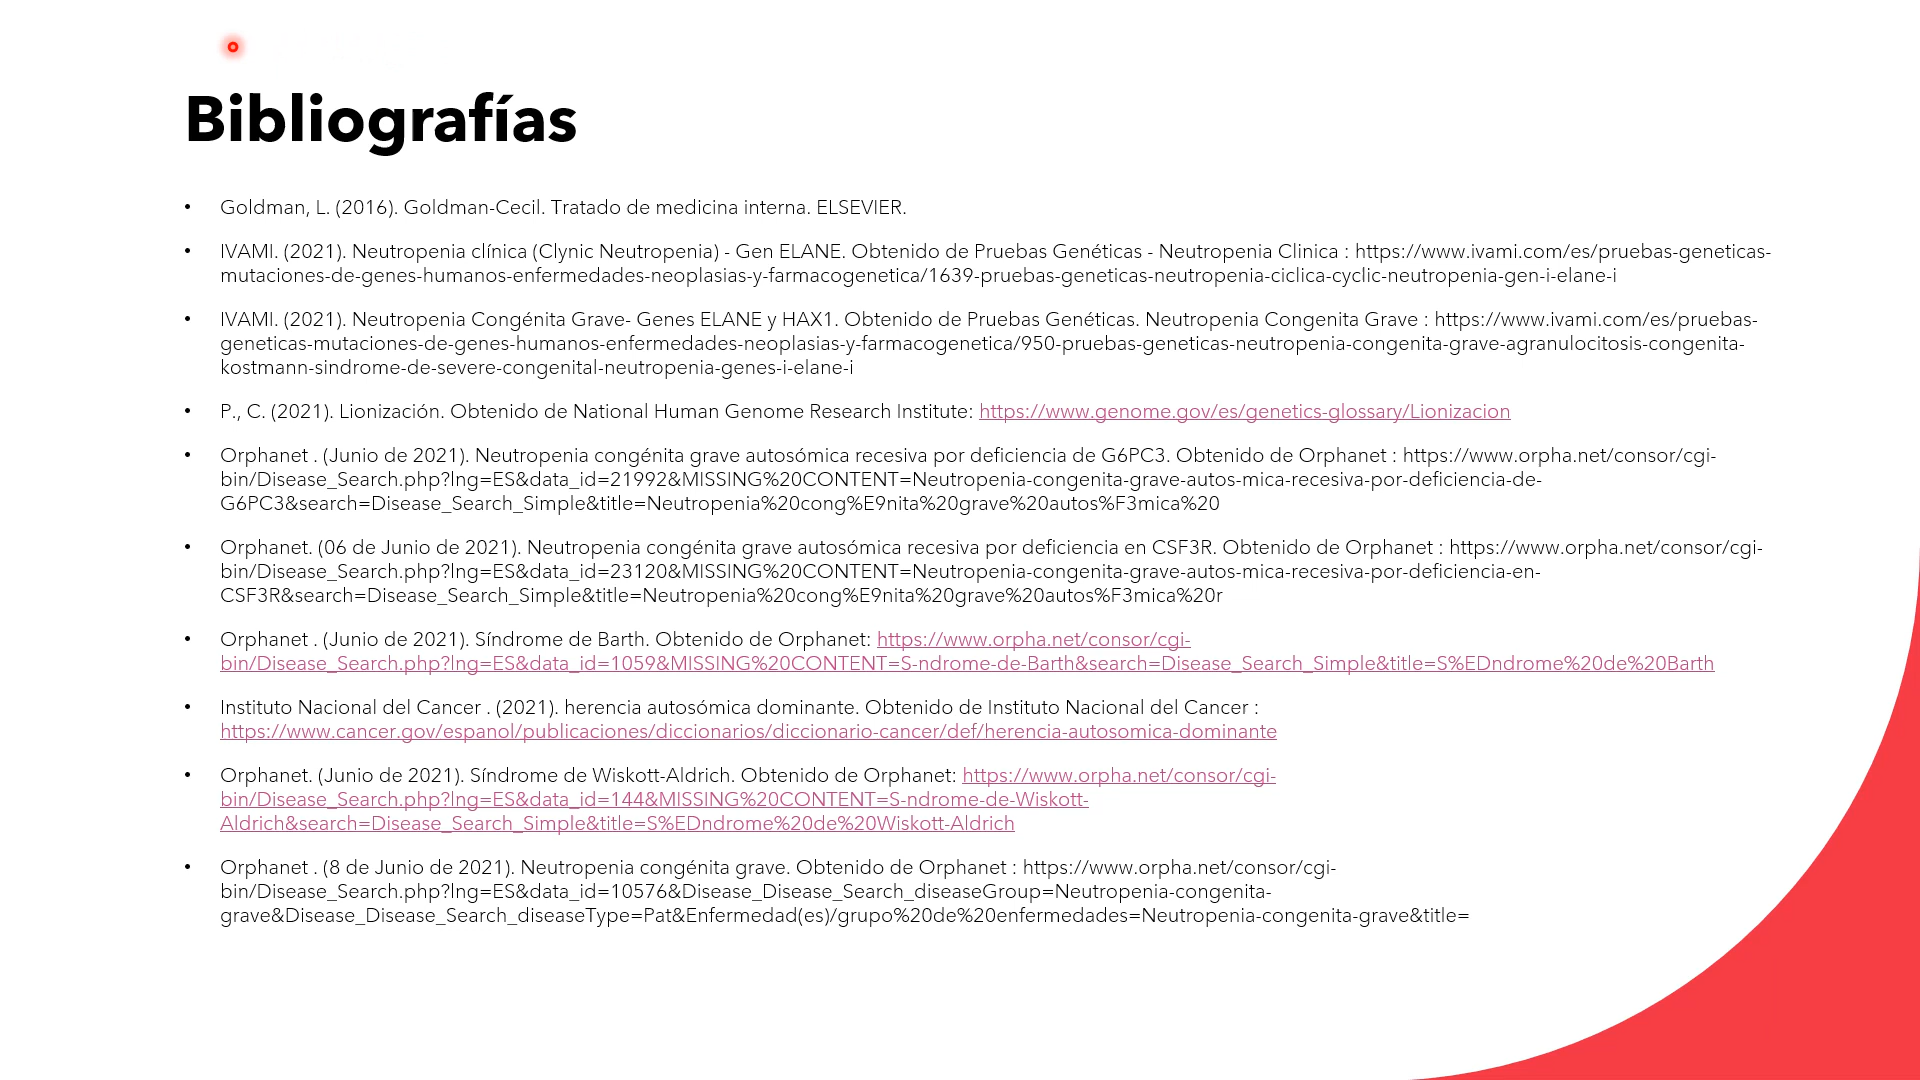 Bibliografías
• Goldman, L. (2016). Goldman-Cecil. Tratado de medicina interna. ELSEVIER.
• IVAMI. (2021). Neutropenia clínica (Clynic Neutropenia) - Gen ELANE. Obtenido de Pruebas Genéticas - Neutropenia Clinica : https://www.ivami.com/es/pruebas-geneticas-
mutaciones-de-genes-humanos-enfermedades-neoplasias-y-farmacogenetica/1639-pruebas-geneticas-neutropenia-ciclica-cyclic-neutropenia-gen-i-elane-i
• IVAMI. (2021). Neutropenia Congénita Grave- Genes ELANE y HAX1. Obtenido de Pruebas Genéticas. Neutropenia Congenita Grave : https://www.ivami.com/es/pruebas-
geneticas-mutaciones-de-genes-humanos-enfermedades-neoplasias-y-farmacogenetica/950-pruebas-geneticas-neutropenia-congenita-grave-agranulocitosis-congenita-
kostmann-sindrome-de-severe-congenital-neutropenia-genes-i-elane-i
• P., C. (2021). Lionización. Obtenido de National Human Genome Research Institute: https://www.genome.gov/es/genetics-glossary/Lionizacion
• Orphanet . (Junio de 2021). Neutropenia congénita grave autosómica recesiva por deficiencia de G6PC3. Obtenido de Orphanet : https://www.orpha.net/consor/cgi-
bin/Disease_Search.php?lng=ES&data_id=21992&MISSING%20CONTENT=Neutropenia-congenita-grave-autos-mica-recesiva-por-deficiencia-de-
G6PC3&search=Disease_Search_Simple&title=Neutropenia%20cong%E9nita%20grave%20autos%F3mica%20
• Orphanet. (06 de Junio de 2021). Neutropenia congénita grave autosómica recesiva por deficiencia en CSF3R. Obtenido de Orphanet : https://www.orpha.net/consor/cgi-
bin/Disease_Search.php?lng=ES&data_id=23120&MISSING%20CONTENT=Neutropenia-congenita-grave-autos-mica-recesiva-por-deficiencia-en-
CSF3R&search=Disease_Search_Simple&title=Neutropenia%20cong%E9nita%20grave%20autos%F3mica%20r
• Orphanet . (Junio de 2021). Síndrome de Barth. Obtenido de Orphanet: https://www.orpha.net/consor/cgi-
bin/Disease_Search.php?lng=ES&data_id=1059&MISSING%20CONTENT=S-ndrome-de-Barth&search=Disease_Search_Simple&title=S%EDndrome%20de%20Barth
• Instituto Nacional del Cancer . (2021). herencia autosómica dominante. Obtenido de Instituto Nacional del Cancer :
https://www.cancer.gov/espanol/publicaciones/diccionarios/diccionario-cancer/def/herencia-autosomica-dominante
• Orphanet. (Junio de 2021). Síndrome de Wiskott-Aldrich. Obtenido de Orphanet: https://www.orpha.net/consor/cgi-
bin/Disease_Search.php?lng=ES&data_id=144&MISSING%20CONTENT=S-ndrome-de-Wiskott-
Aldrich&search=Disease_Search_Simple&title=S%EDndrome%20de%20Wiskott-Aldrich
• Orphanet . (8 de Junio de 2021). Neutropenia congénita grave. Obtenido de Orphanet : https://www.orpha.net/consor/cgi-
bin/Disease_Search.php?lng=ES&data_id=10576&Disease_Disease_Search_diseaseGroup=Neutropenia-congenita-
grave&Disease_Disease_Search_diseaseType=Pat&Enfermedad(es)/grupo%20de%20enfermedades=Neutropenia-congenita-grave&title=